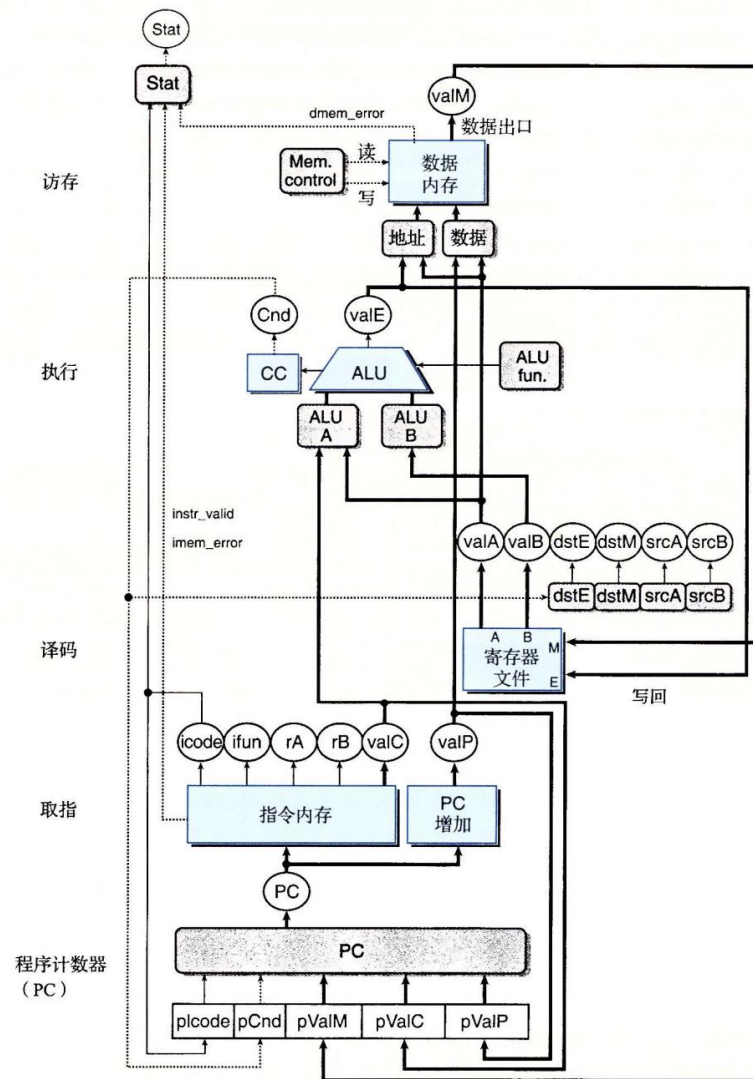 Stat
Stat
valM
dmem_error
数据出口
访存
Mem.
control
读
写
数据
内存
地址
数据
Cnd
valE
执行
CC
ALU
ALU
fun.
ALU
A
ALU
B
instr_valid
imem_error
valA
valB
dstE
dstM
srcA
srcB
dstE
dstM
srcA
srcB
译码
A
B
M
寄存器
文件
E
写回
icode
ifun
rA
rB
valC
valP
取指
指令内存
PC
增加
PC
程序计数器
（PC）
PC
pIcode
pCnd
pValM
pValC
pValP